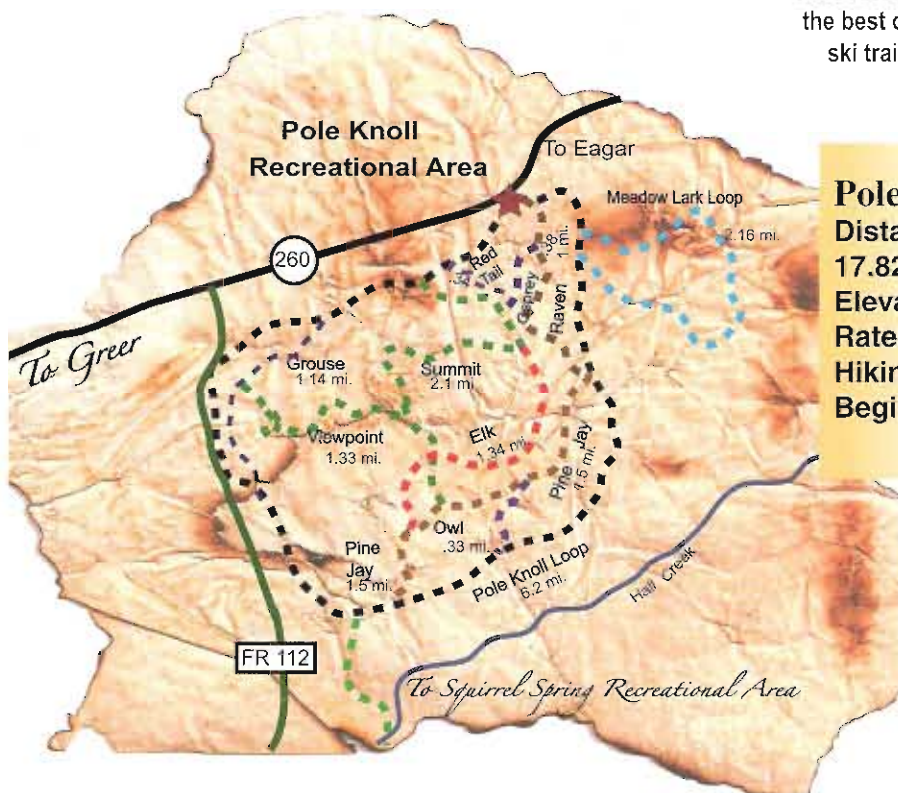 the best o
ski trai
Pole Knoll
Recreational Area
To Eagar
Meadow Lark Loop
2.16 mi.
260
To Greer
Red
Tail
Osprey
.38
1 mi.
Raven
Grouse
1.14 mi.
Summit
2.1 mi
Viewpoint
1.33 mi.
Elk
1.34 mi.
Pine Jay
1.5 mi.
Owl
.33 mi.
Pine
Jay
1.5 mi.
Pole Knoll Loop
6.2 mi.
Hall Creek
FR 112
To Squirrel Spring Recreational Area
Pole
Dista
17.82
Eleva
Rate
Hikin
Begi